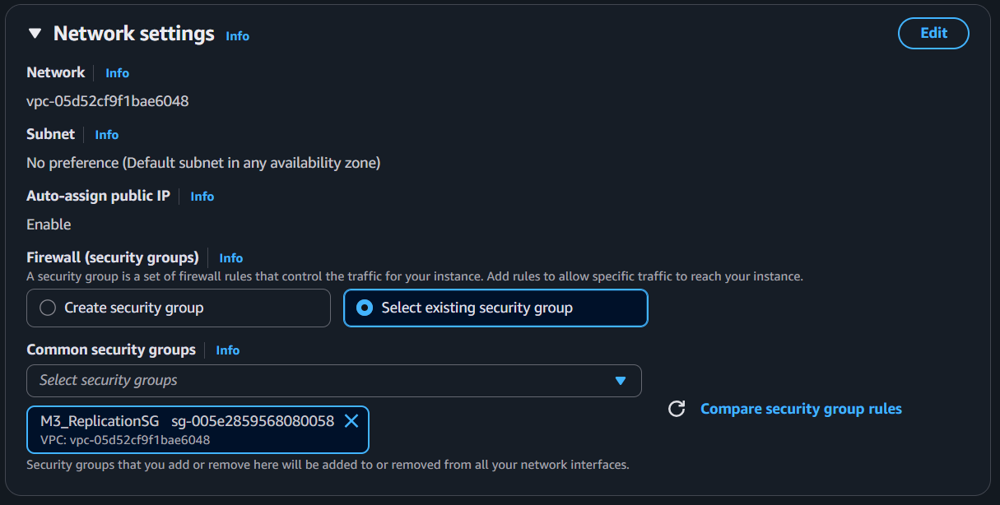 Network settings Info
Edit
Network Info
vpc-05d52cf9f1bae6048
Subnet Info
No preference (Default subnet in any availability zone)
Auto-assign public IP Info
Enable
Firewall (security groups) Info
A security group is a set of firewall rules that control the traffic for your instance. Add rules to allow specific traffic to reach your instance.
Create security group
Select existing security group
Common security groups Info
Select security groups
M3_ReplicationSG sg-005e2859568080058
VPC: vpc-05d52cf9f1bae6048
Compare security group rules
Security groups that you add or remove here will be added to or removed from all your network interfaces.